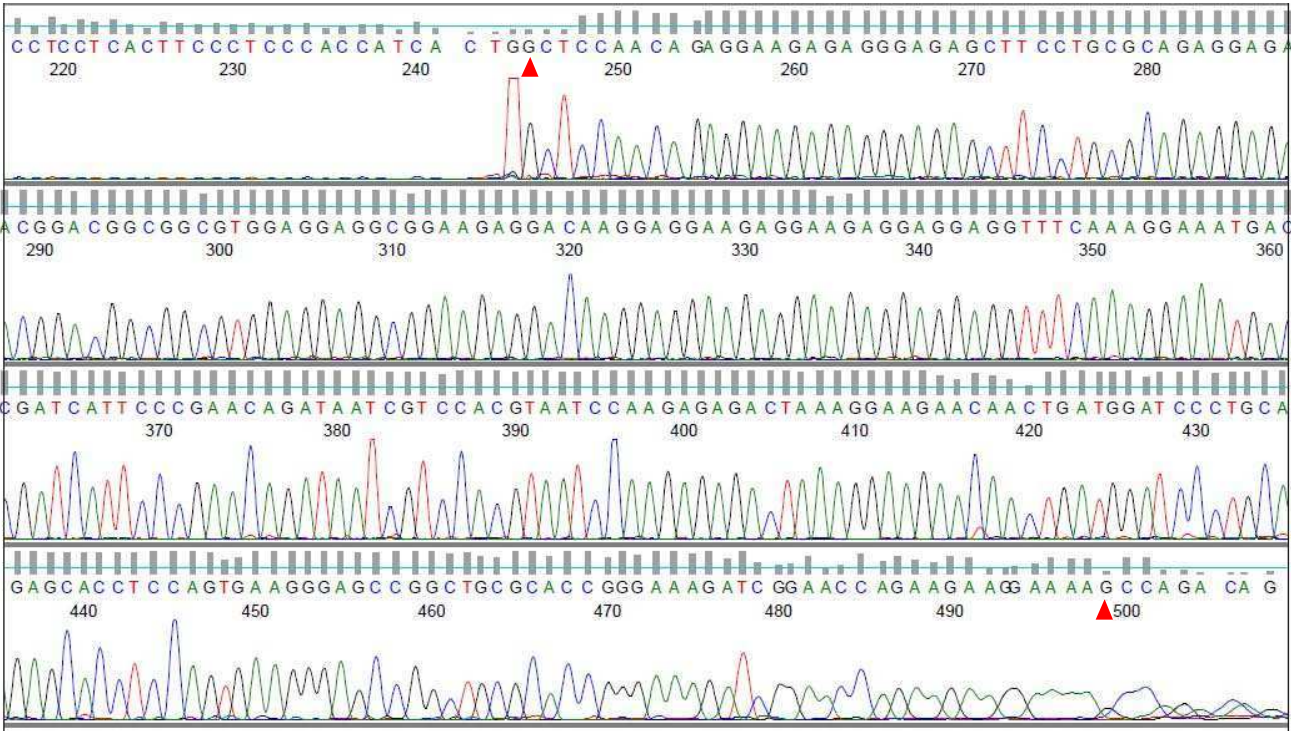 CCTCCTCACTTCCCTCCCACCATCA C TGGCTCCAACAGAGGAAGAGAGGGAGAGCTTCCTGCGCAGAGGAGA
220 230 240 250 260 270 280
ACGGACGGCGGCGTGGAGGAGGCGGAAGAGGACAAGGAGGAAGAGGAAGAGGAGGAGGTTTCAAAGGAAATGAC
290 300 310 320 330 340 350 360
CGATCATTCCCGAACAGATAATCGTCCACGTAATCCAAGAGAGACTAAAGGAAGAACAACTGATGGATCCCTGCA
370 380 390 400 410 420 430
GAGCACCTCCAGTGAAGGGAGCCGGCTGCGCACCGGGAAAGATCGGAACCAGAAGAAGGAAAAGCCAGA CAG
440 450 460 470 480 490 500